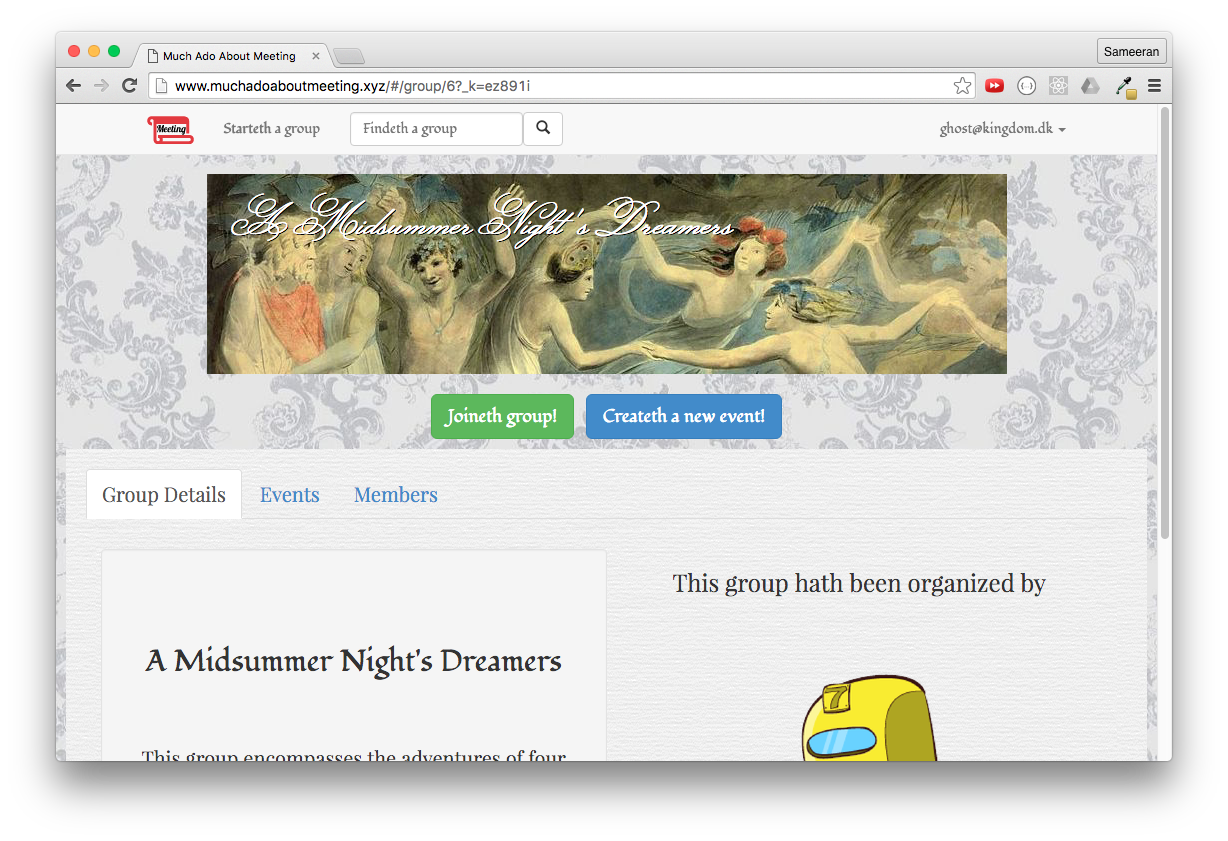 Much Ado About Meeting
Sameeran
www.muchadoaboutmeeting.xyz/#/group/6?_k=ez891i
Meeting
Starteth a group
Findeth a group
ghost@kingdom.dk
A Midsummer Night's Dreamers
Joineth group!
Createth a new event!
Group Details
Events
Members
This group hath been organized by
A Midsummer Night's Dreamers
7
This group encompasses the adventures of four